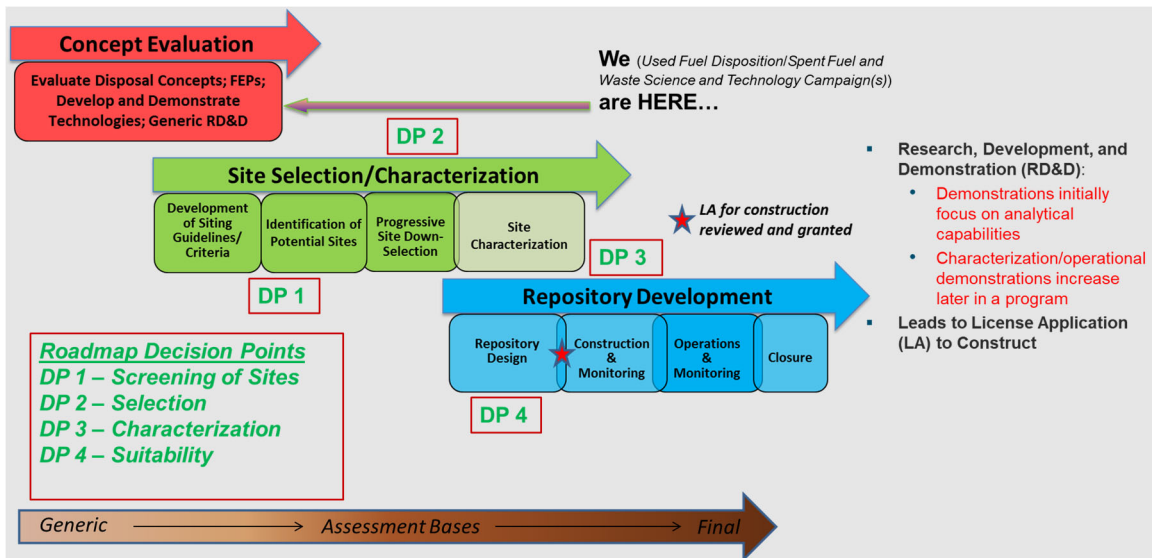 Concept Evaluation
Evaluate Disposal Concepts; FEPs;
Develop and Demonstrate
Technologies; Generic RD&D
We (Used Fuel Disposition/Spent Fuel and
Waste Science and Technology Campaign(s))
are HERE…
DP 2
Site Selection/Characterization
Development
of Siting
Guidelines/
Criteria
Identification of
Potential Sites
Progressive
Site Down-
Selection
Site
Characterization
LA for construction
reviewed and granted
DP 1
DP 3
Repository Development
Repository
Design
Construction
&
Monitoring
Operations
&
Monitoring
Closure
DP 4
▪ Research, Development, and
Demonstration (RD&D):
• Demonstrations initially
focus on analytical
capabilities
• Characterization/operational
demonstrations increase
later in a program
▪ Leads to License Application
(LA) to Construct
Roadmap Decision Points
DP 1 – Screening of Sites
DP 2 – Selection
DP 3 – Characterization
DP 4 – Suitability
Generic Assessment Bases Final